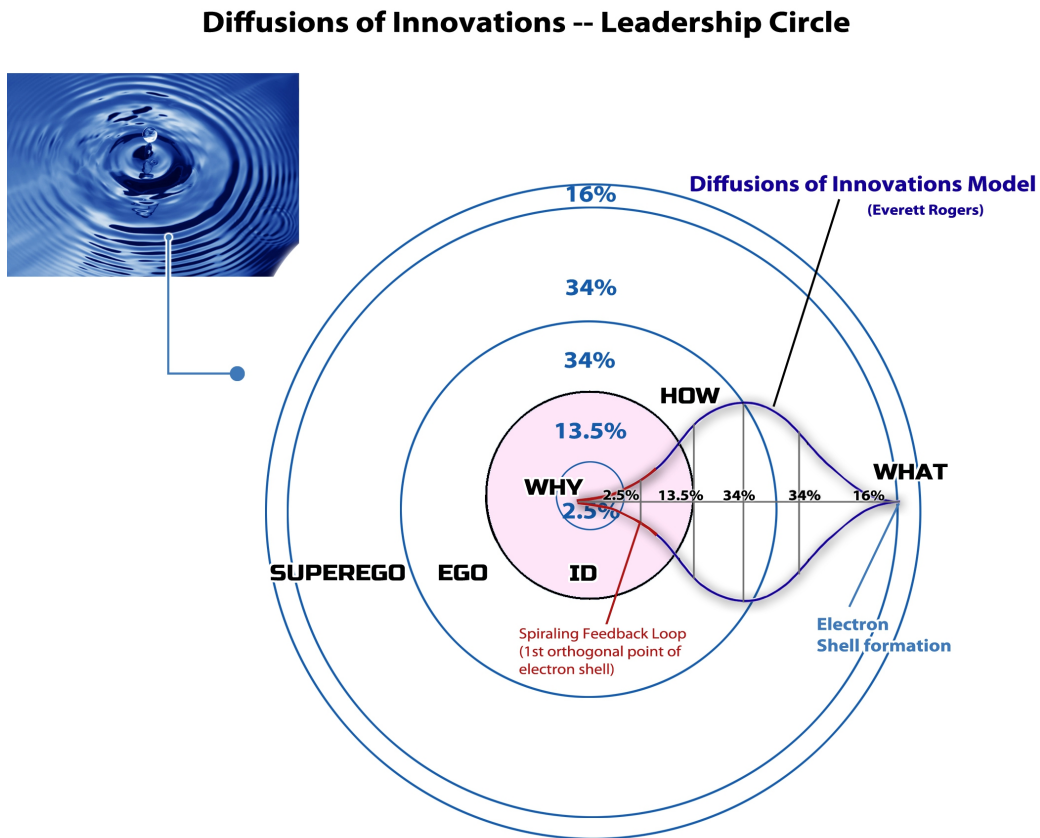 Diffusions of Innovations -- Leadership Circle
16%
Diffusions of Innovations Model
(Everett Rogers)
34%
34%
HOW
13.5%
WHAT
WHY
2.5% 13.5% 34% 34% 16%
2.5%
SUPEREGO EGO ID
Spiraling Feedback Loop
(1st orthogonal point of
electron shell)
Electron
Shell formation